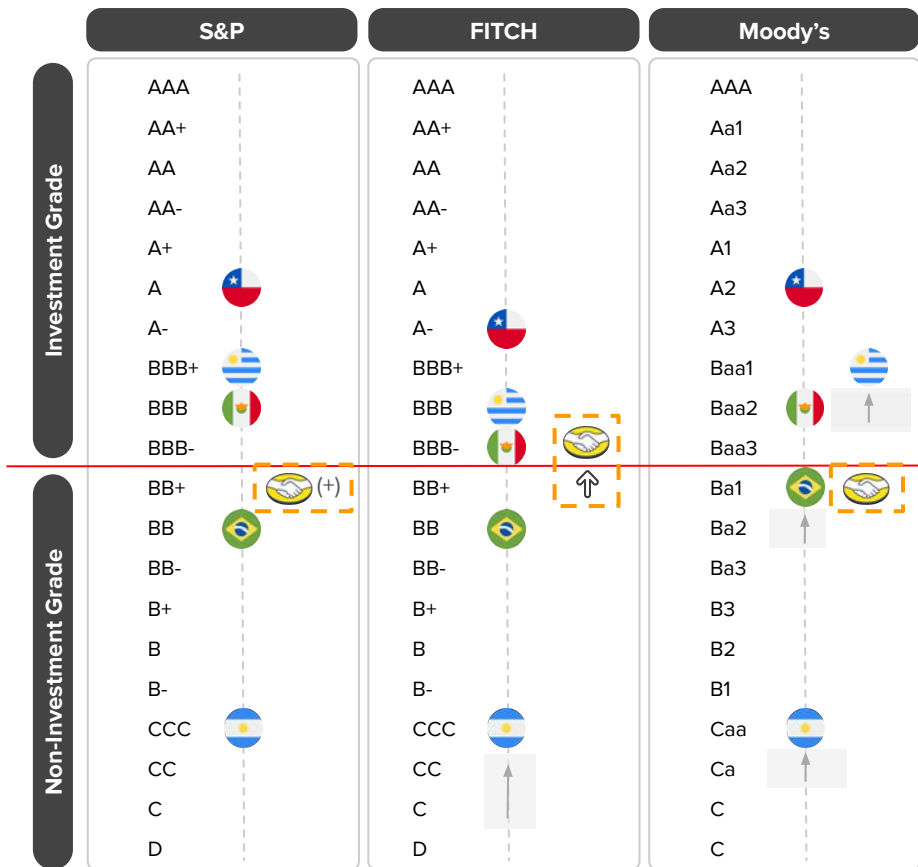 S&P
FITCH
Moody's
Investment Grade
AAA AAA AAA
AA+ AA+ Aa1
AA AA Aa2
AA- AA- Aa3
A+ A+ A1
A A A2
A- A- A3
BBB+ BBB+ Baa1
BBB BBB Baa2
BBB- BBB- Baa3
Non-Investment Grade
BB+ (+) BB+ Ba1
BB BB Ba2
BB- BB- Ba3
B+ B+ B3
B B B2
B- B- B1
CCC CCC Caa
CC CC Ca
C C C
D D C